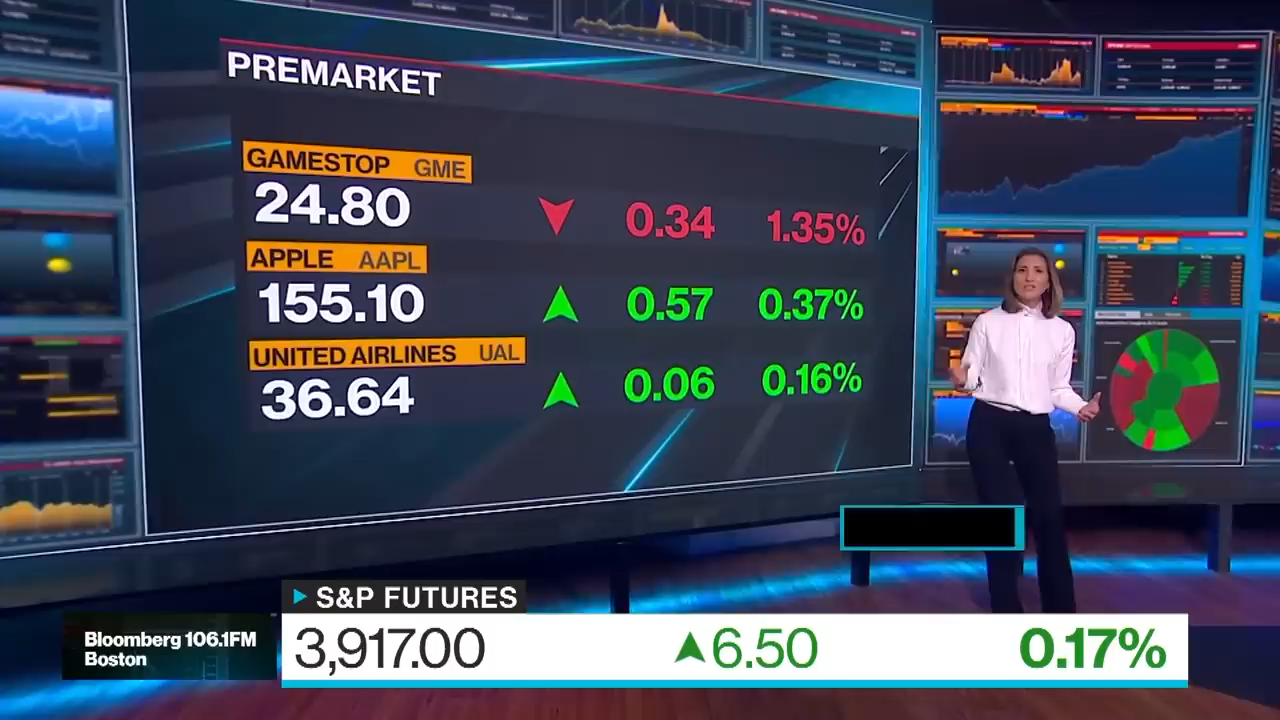 PREMARKET
GAMESTOP GME
24.80 0.34 1.35%
APPLE AAPL
155.10 0.57 0.37%
UNITED AIRLINES UAL
36.64 0.06 0.16%
S&P FUTURES
Bloomberg 106.1FM
Boston
3,917.00 6.50 0.17%